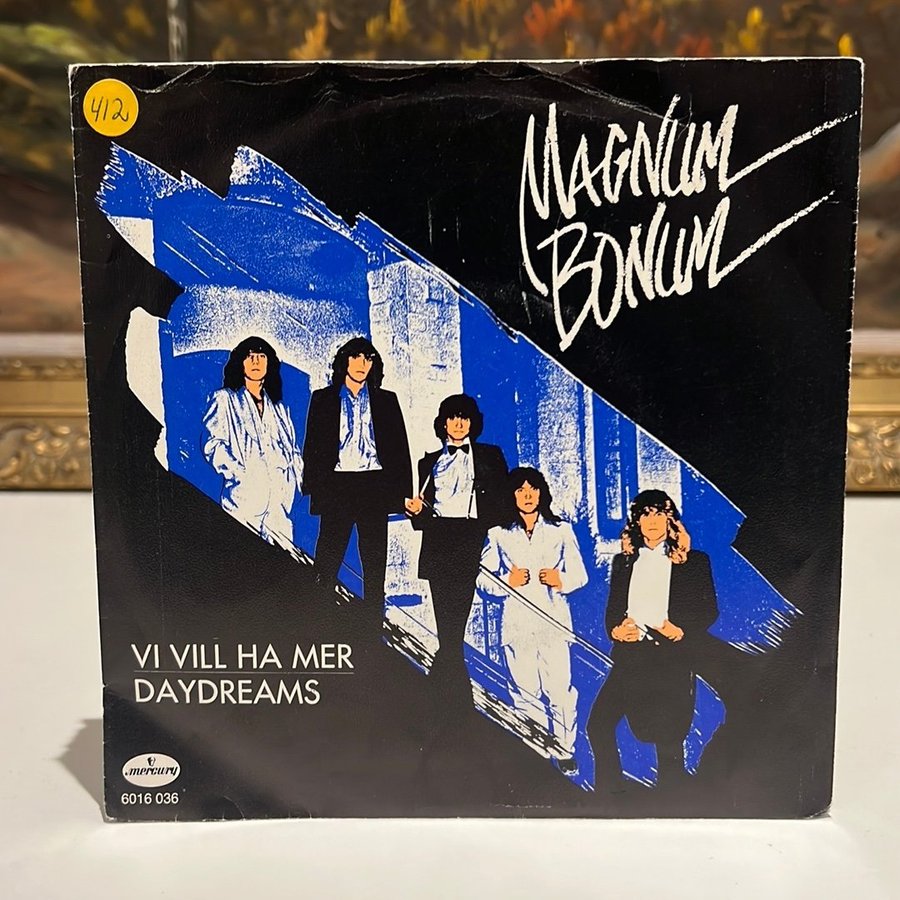 412
MAGNUM
BONUM
VI VILL HA MER
DAYDREAMS
mercury
6016 036